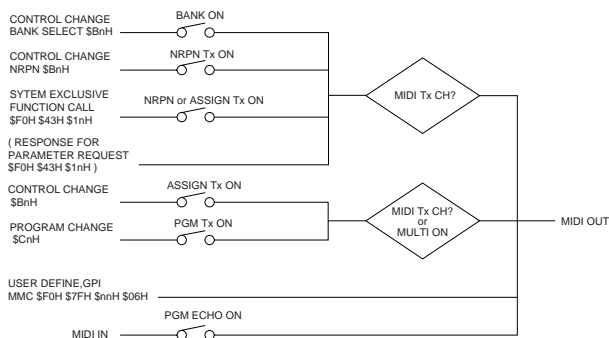 CONTROL CHANGE
BANK SELECT $BnH
BANK ON
CONTROL CHANGE
NRPN $BnH
NRPN Tx ON
SYTEM EXCLUSIVE
FUNCTION CALL
$F0H $43H $1nH
NRPN or ASSIGN Tx ON
( RESPONSE FOR
PARAMETER REQUEST
$F0H $43H $1nH )
MIDI Tx CH?
CONTROL CHANGE
$BnH
ASSIGN Tx ON
PROGRAM CHANGE
$CnH
PGM Tx ON
MIDI Tx CH?
or
MULTI ON
MIDI OUT
USER DEFINE,GPI
MMC $F0H $7FH $nnH $06H
MIDI IN
PGM ECHO ON